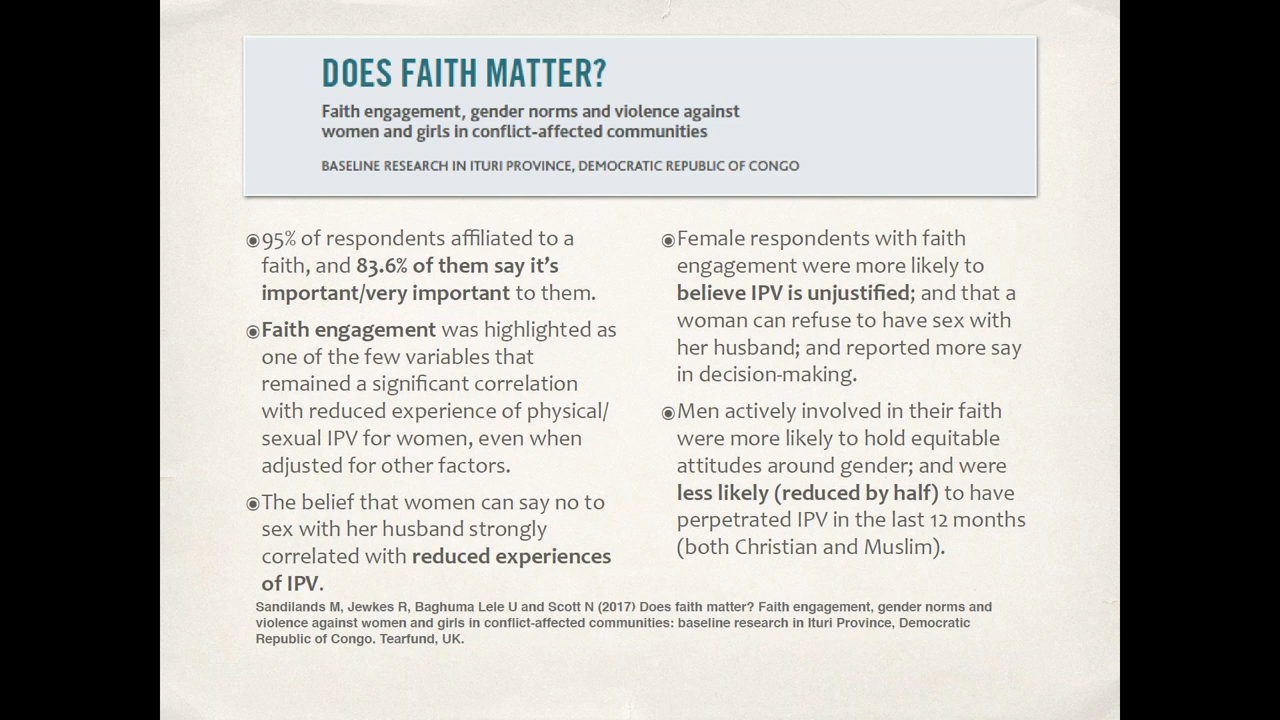 DOES FAITH MATTER?
Faith engagement, gender norms and violence against
women and girls in conflict-affected communities
BASELINE RESEARCH IN ITURI PROVINCE, DEMOCRATIC REPUBLIC OF CONGO
◉95% of respondents affiliated to a
faith, and 83.6% of them say it’s
important/very important to them.
◉Faith engagement was highlighted as
one of the few variables that
remained a significant correlation
with reduced experience of physical/
sexual IPV for women, even when
adjusted for other factors.
◉The belief that women can say no to
sex with her husband strongly
correlated with reduced experiences
of IPV.
◉Female respondents with faith
engagement were more likely to
believe IPV is unjustified; and that a
woman can refuse to have sex with
her husband; and reported more say
in decision-making.
◉Men actively involved in their faith
were more likely to hold equitable
attitudes around gender; and were
less likely (reduced by half) to have
perpetrated IPV in the last 12 months
(both Christian and Muslim).
Sandilands M, Jewkes R, Baghuma Lele U and Scott N (2017) Does faith matter? Faith engagement, gender norms and
violence against women and girls in conflict-affected communities: baseline research in Ituri Province, Democratic
Republic of Congo. Tearfund, UK.